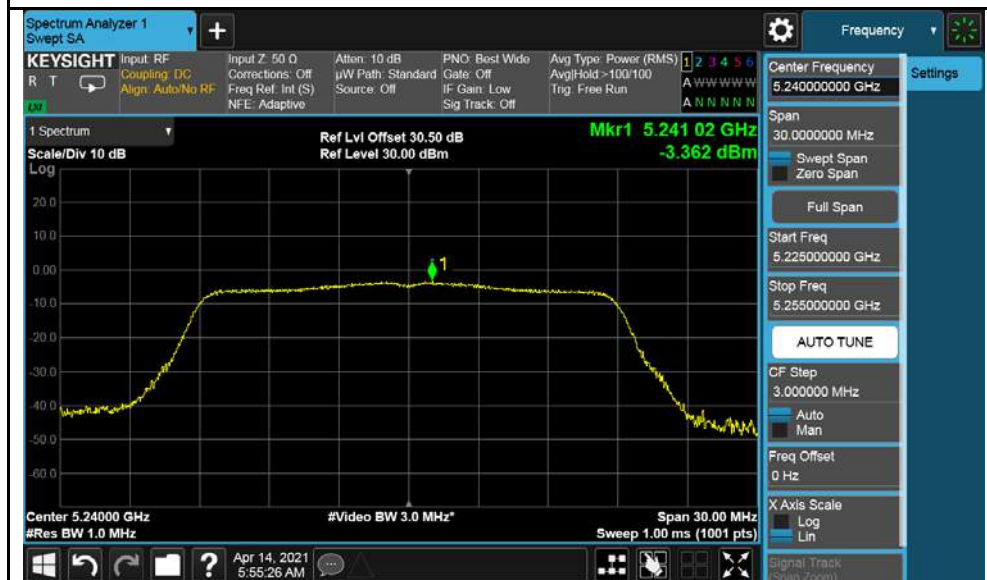 Spectrum Analyzer 1
Swept SA
Frequency
KEYSIGHT
R T
LXI
Input: RF
Coupling: DC
Align: Auto/No RF
Input Z: 50 Ω
Corrections: Off
Freq Ref: Int (S)
NFE: Adaptive
Atten: 10 dB
µW Path: Standard
Source: Off
PNO: Best Wide
Gate: Off
IF Gain: Low
Sig Track: Off
Avg Type: Power (RMS)
Avg|Hold:>100/100
Trig: Free Run
1 2 3 4 5 6
A W W W W W
A N N N N N
1 Spectrum
Scale/Div 10 dB
Log
Ref Lvl Offset 30.50 dB
Ref Level 30.00 dBm
Mkr1 5.241 02 GHz
-3.362 dBm
20.0
10.0
0.00
-10.0
-20.0
-30.0
-40.0
-50.0
-60.0
1
Center 5.24000 GHz
#Res BW 1.0 MHz
#Video BW 3.0 MHz*
Span 30.00 MHz
Sweep 1.00 ms (1001 pts)
Center Frequency
5.240000000 GHz
Span
30.0000000 MHz
Swept Span
Zero Span
Full Span
Start Freq
5.225000000 GHz
Stop Freq
5.255000000 GHz
AUTO TUNE
CF Step
3.000000 MHz
Auto
Man
Freq Offset
0 Hz
X Axis Scale
Log
Lin
Signal Track
(Span Zoom)
Settings
?
Apr 14, 2021
5:55:26 AM